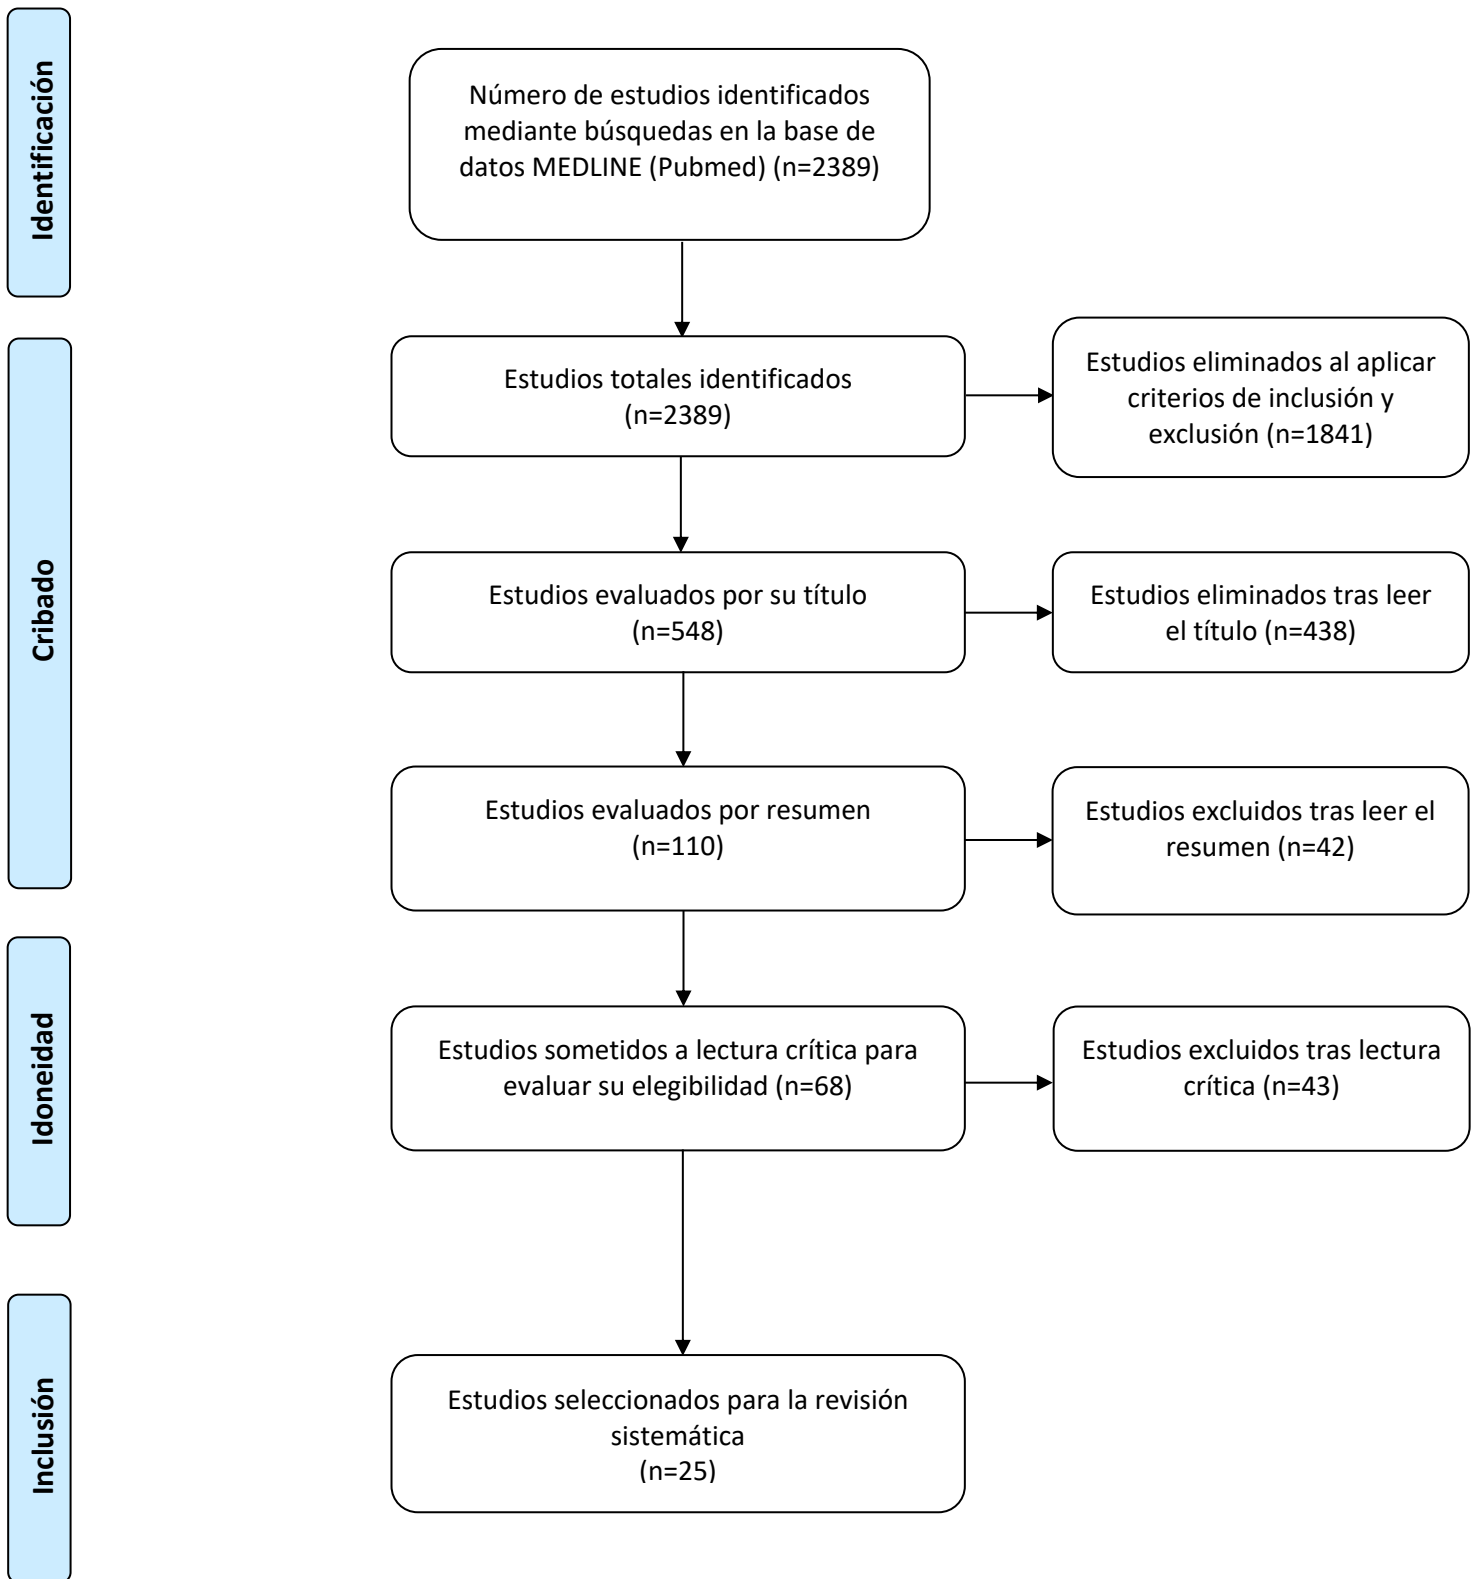 Identificación
Número de estudios identificados
mediante búsquedas en la base de
datos MEDLINE (Pubmed) (n=2389)
Cribado
Estudios totales identificados
(n=2389)
Estudios eliminados al aplicar
criterios de inclusión y
exclusión (n=1841)
Estudios evaluados por su título
(n=548)
Estudios eliminados tras leer
el título (n=438)
Estudios evaluados por resumen
(n=110)
Estudios excluidos tras leer el
resumen (n=42)
Idoneidad
Estudios sometidos a lectura crítica para
evaluar su elegibilidad (n=68)
Estudios excluidos tras lectura
crítica (n=43)
Inclusión
Estudios seleccionados para la revisión
sistemática
(n=25)